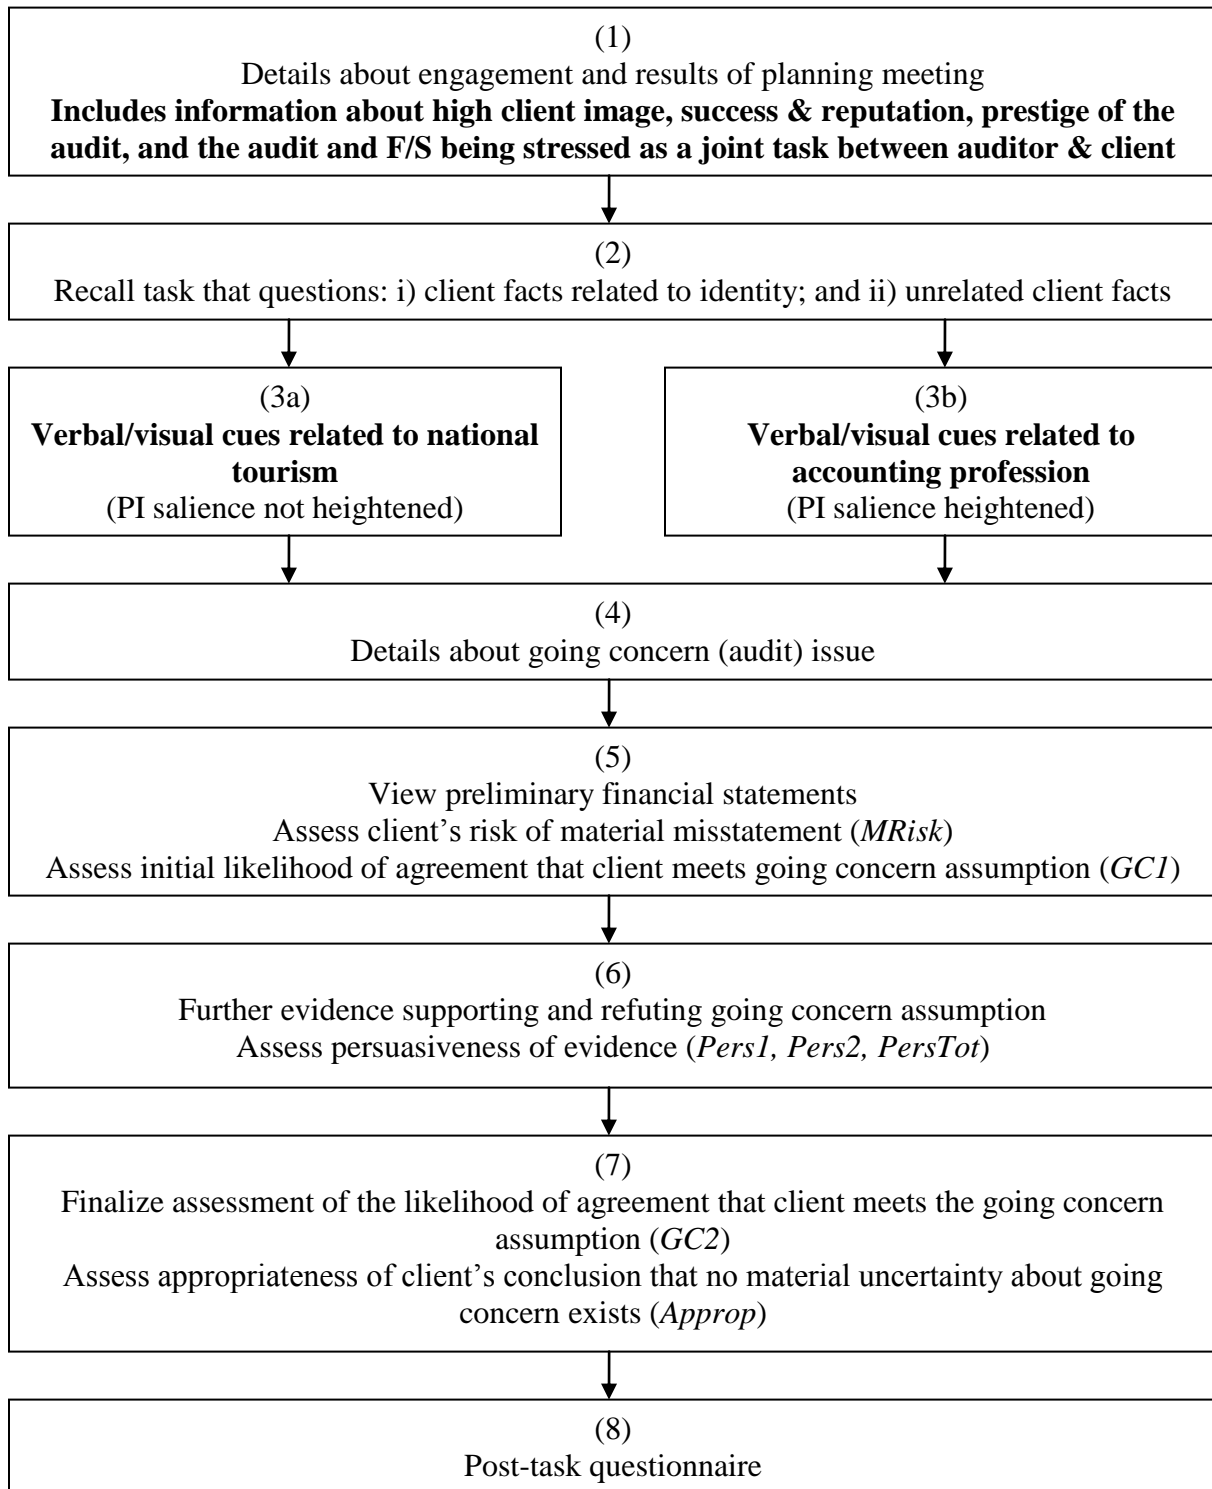 (1)
Details about engagement and results of planning meeting
Includes information about high client image, success & reputation, prestige of the
audit, and the audit and F/S being stressed as a joint task between auditor & client
(2)
Recall task that questions: i) client facts related to identity; and ii) unrelated client facts
(3a)
Verbal/visual cues related to national
tourism
(PI salience not heightened)
(3b)
Verbal/visual cues related to
accounting profession
(PI salience heightened)
(4)
Details about going concern (audit) issue
(5)
View preliminary financial statements
Assess client’s risk of material misstatement (MRisk)
Assess initial likelihood of agreement that client meets going concern assumption (GC1)
(6)
Further evidence supporting and refuting going concern assumption
Assess persuasiveness of evidence (Pers1, Pers2, PersTot)
(7)
Finalize assessment of the likelihood of agreement that client meets the going concern
assumption (GC2)
Assess appropriateness of client’s conclusion that no material uncertainty about going
concern exists (Approp)
(8)
Post-task questionnaire